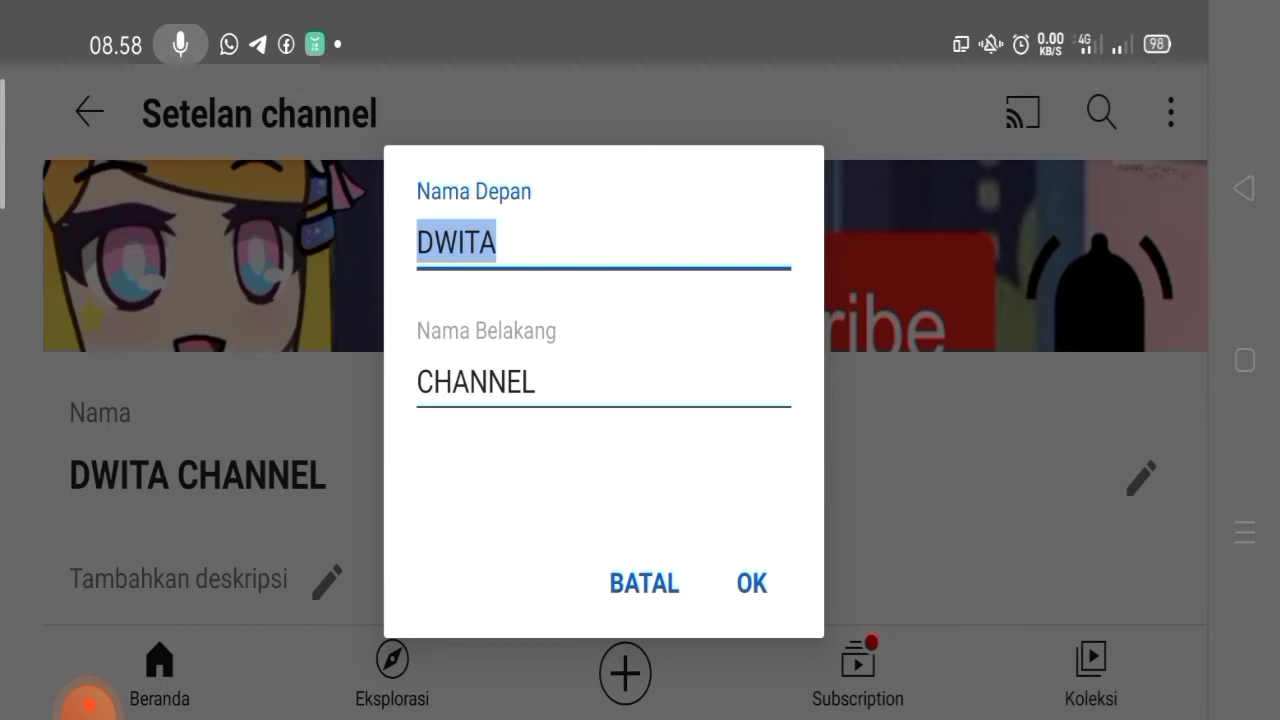 08.58
0.00
KB/S
4G
98
Setelan channel
Nama Depan
DWITA
ribe
Nama Belakang
CHANNEL
Nama
DWITA CHANNEL
Tambahkan deskripsi
BATAL OK
Beranda
Eksplorasi
Subscription
Koleksi